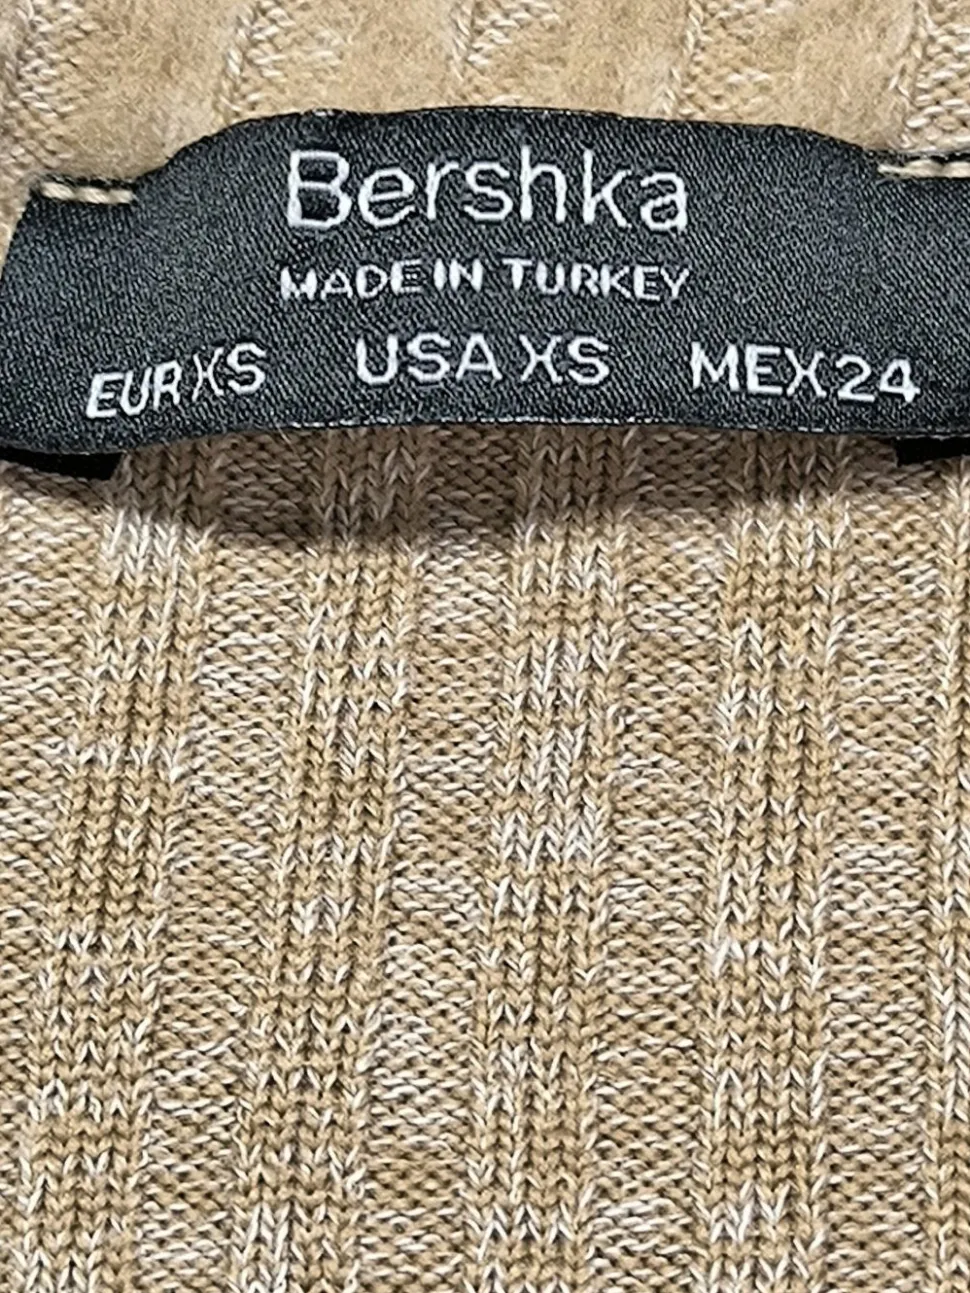 Bershka
MADE IN TURKEY
EUR XS USA XS MEX 24